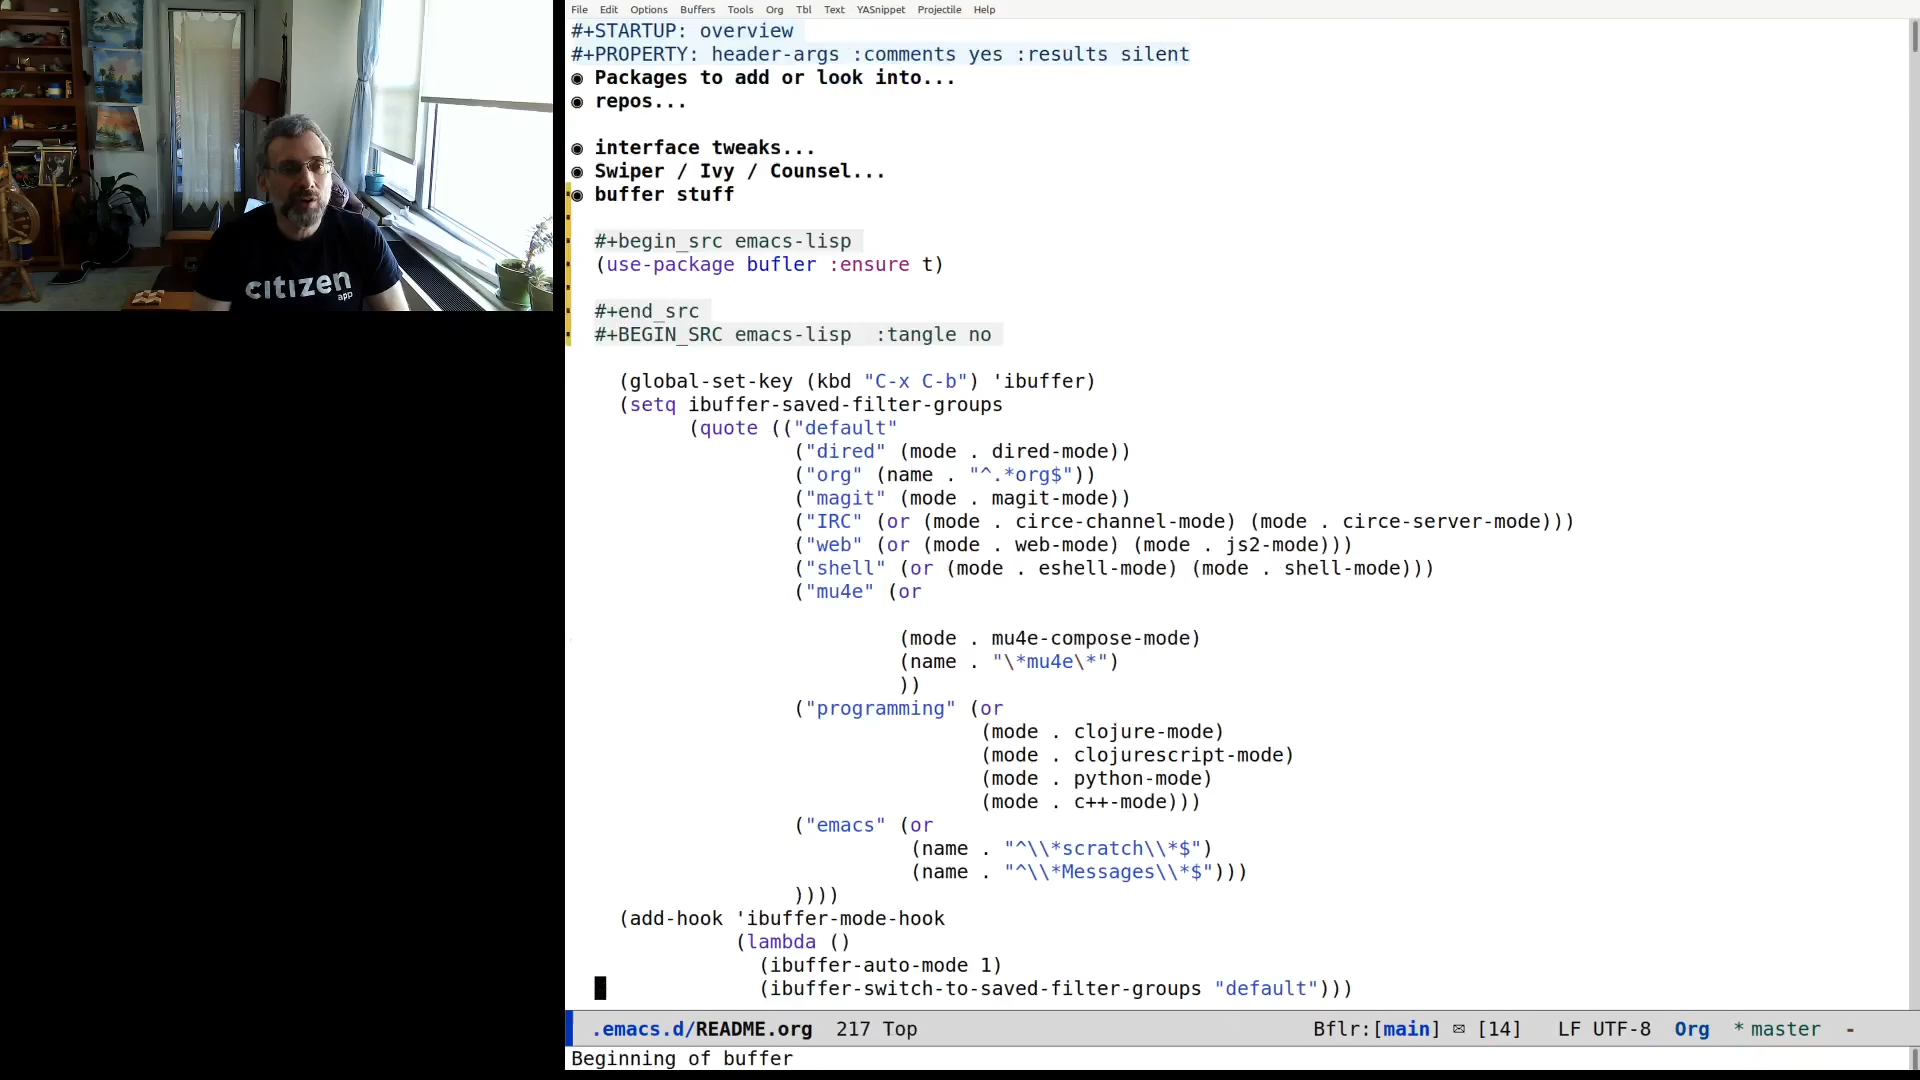 File Edit Options Buffers Tools Org Tbl Text YASnippet Projectile Help
#+STARTUP: overview
#+PROPERTY: header-args :comments yes :results silent
◉ Packages to add or look into...
◉ repos...
◉ interface tweaks...
◉ Swiper / Ivy / Counsel...
◉ buffer stuff
#+begin_src emacs-lisp
(use-package bufler :ensure t)
#+end_src
#+BEGIN_SRC emacs-lisp  :tangle no
(global-set-key (kbd "C-x C-b") 'ibuffer)
(setq ibuffer-saved-filter-groups
(quote (("default"
("dired" (mode . dired-mode))
("org" (name . "^.*org$"))
("magit" (mode . magit-mode))
("IRC" (or (mode . circe-channel-mode) (mode . circe-server-mode)))
("web" (or (mode . web-mode) (mode . js2-mode)))
("shell" (or (mode . eshell-mode) (mode . shell-mode)))
("mu4e" (or
(mode . mu4e-compose-mode)
(name . "\*mu4e\*")
))
("programming" (or
(mode . clojure-mode)
(mode . clojurescript-mode)
(mode . python-mode)
(mode . c++-mode)))
("emacs" (or
(name . "^\\*scratch\\*$")
(name . "^\\*Messages\\*$")))
))))
(add-hook 'ibuffer-mode-hook
(lambda ()
(ibuffer-auto-mode 1)
(ibuffer-switch-to-saved-filter-groups "default")))
.emacs.d/README.org 217 Top Bflr:[main] ✉ [14] LF UTF-8 Org *master -
Beginning of buffer
citizen
app